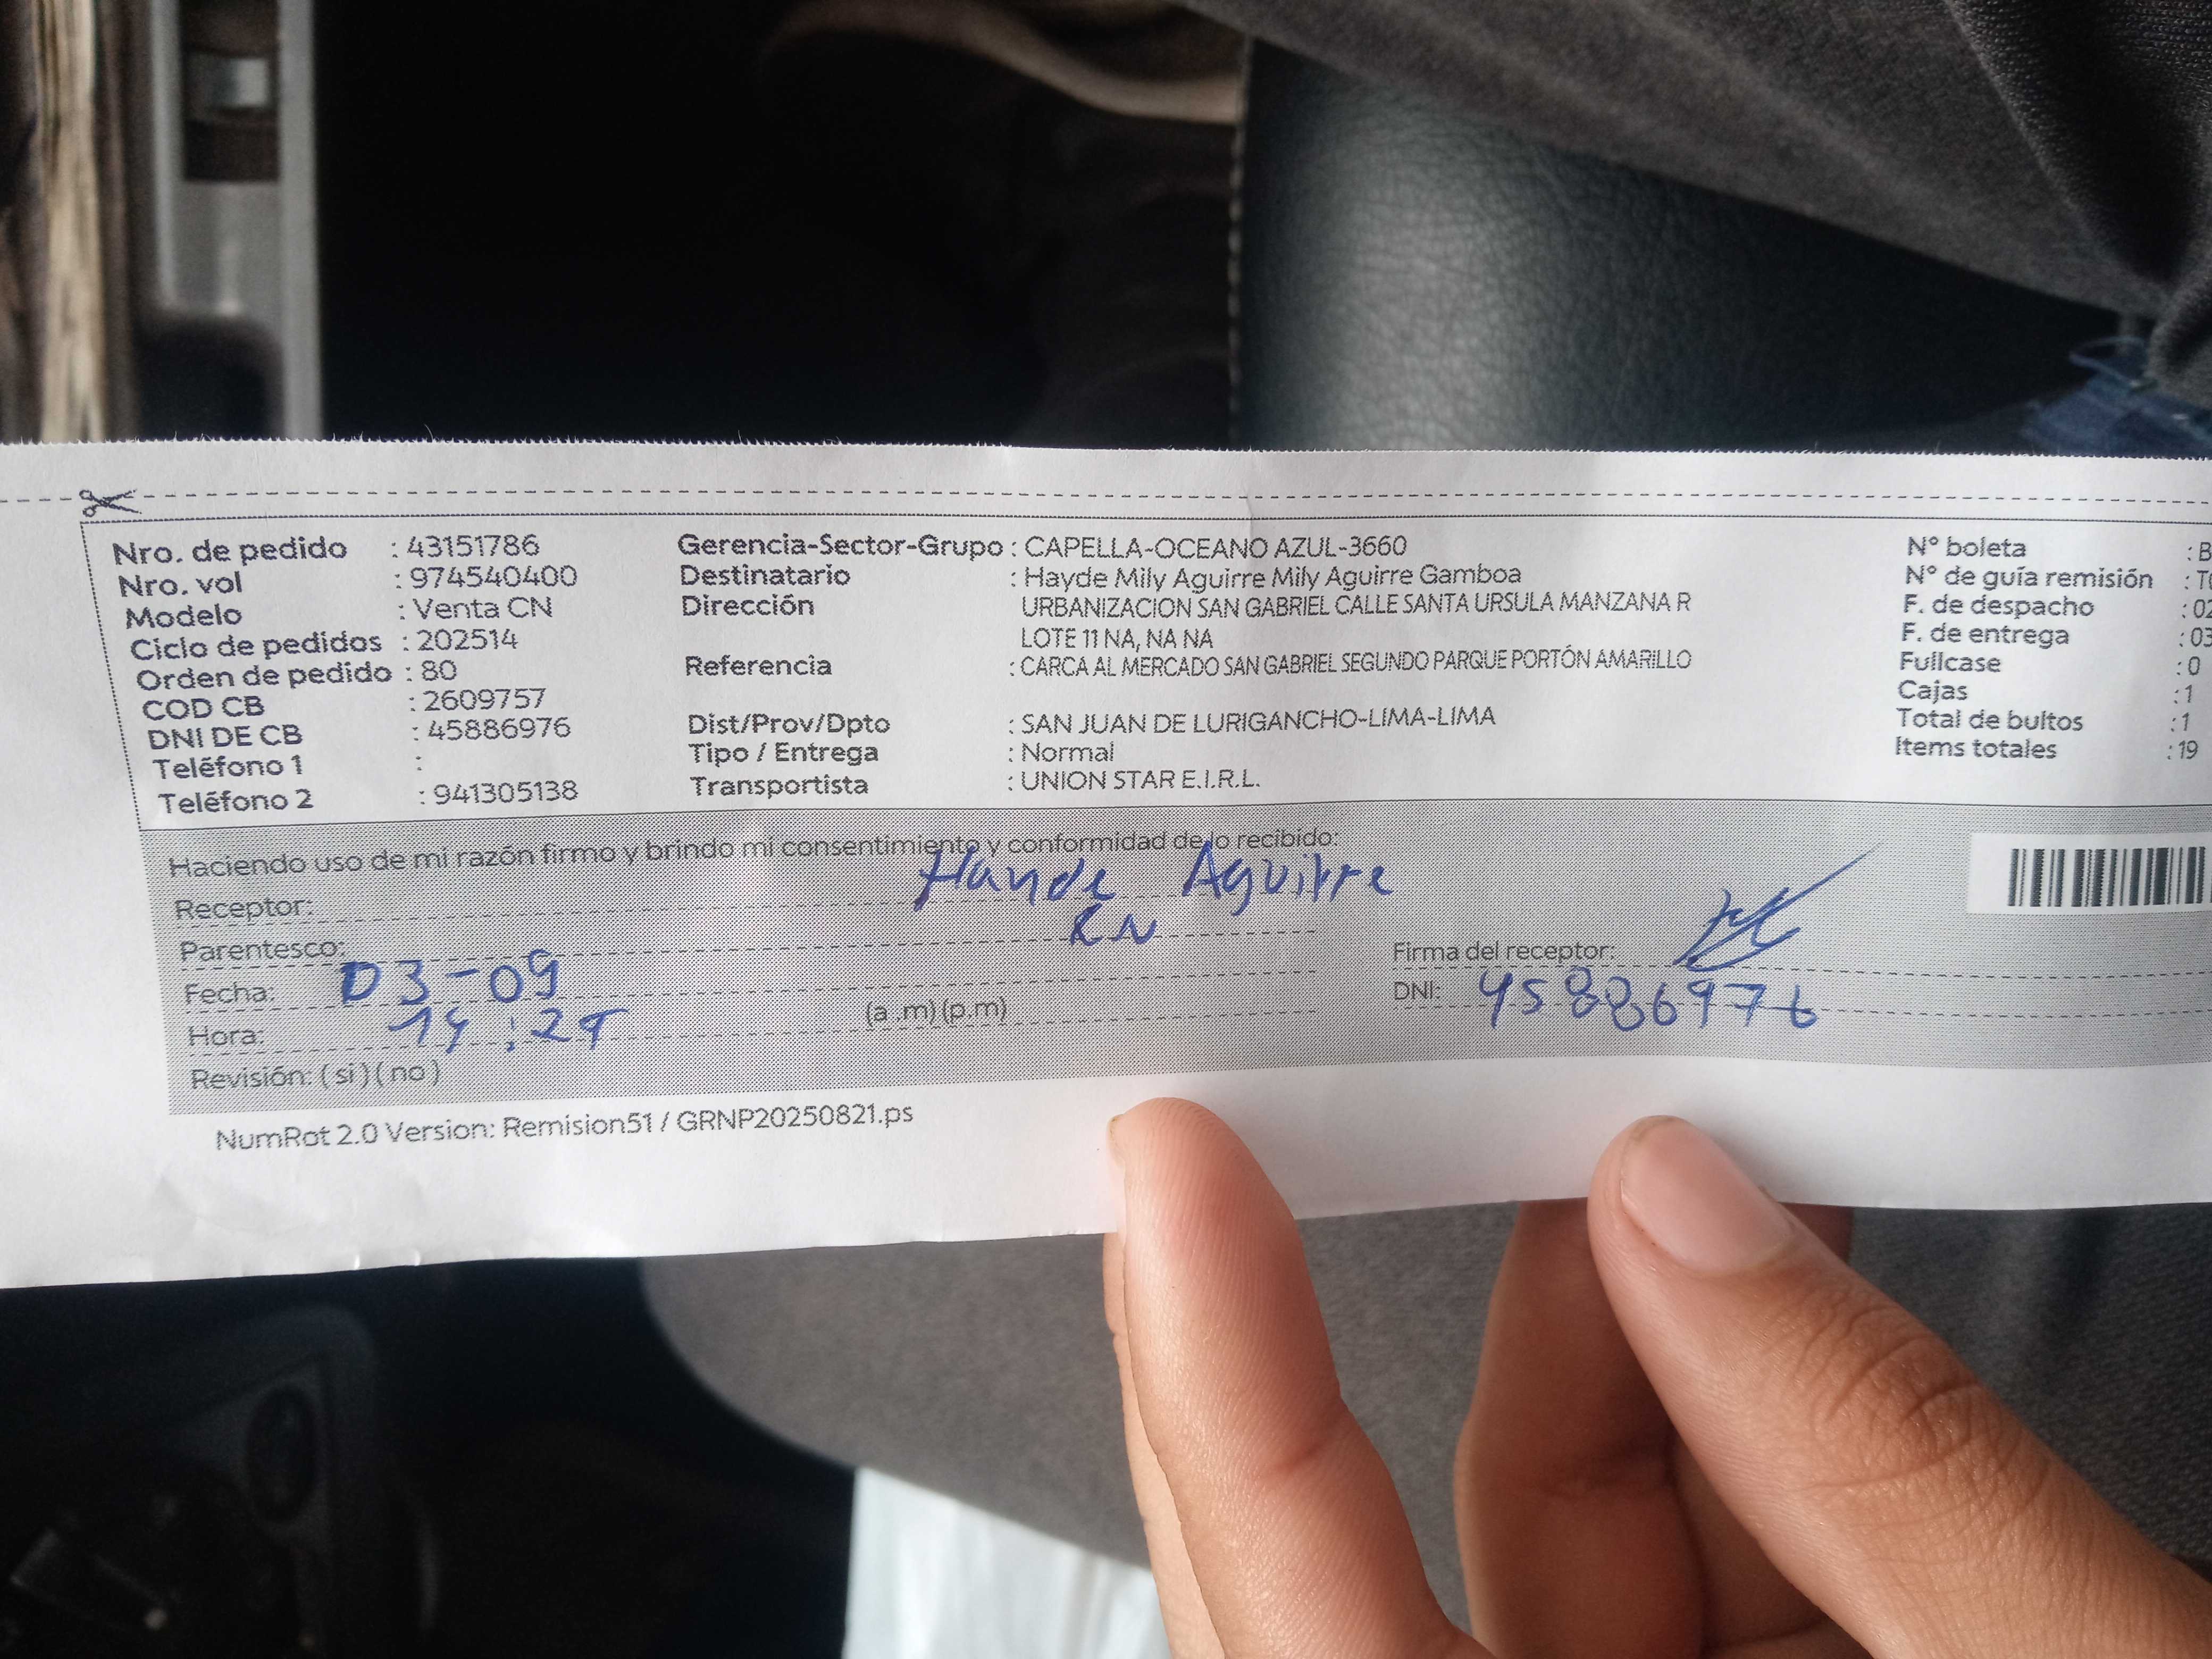 Nro. de pedido : 43151786
Nro. vol : 974540400
Modelo : Venta CN
Ciclo de pedidos : 202514
Orden de pedido : 80
COD CB : 2609757
DNI DE CB : 45886976
Teléfono 1 :
Teléfono 2 : 941305138
Gerencia-Sector-Grupo : CAPELLA-OCEANO AZUL-3660
Destinatario : Hayde Mily Aguirre Mily Aguirre Gamboa
Dirección URBANIZACION SAN GABRIEL CALLE SANTA URSULA MANZANA R
LOTE 11 NA, NA NA
Referencia : CARCA AL MERCADO SAN GABRIEL SEGUNDO PARQUE PORTÓN AMARILLO
Dist/Prov/Dpto : SAN JUAN DE LURIGANCHO-LIMA-LIMA
Tipo / Entrega : Normal
Transportista : UNION STAR E.I.R.L.
N° boleta : B
N° de guía remisión :
F. de despacho : 02
F. de entrega : 03
Fullcase : 0
Cajas : 1
Total de bultos : 1
Items totales : 19
Haciendo uso de mi razón firmo y brindo mi consentimiento y conformidad de lo recibido:
Receptor: Aguirre
Parentesco:
Fecha: 03-09
Hora: (a .m) (p.m)
Revisión: ( si ) ( no )
Firma del receptor:
DNI: 45886976
NumRot 2.0 Version: Remision51 / GRNP20250821.ps